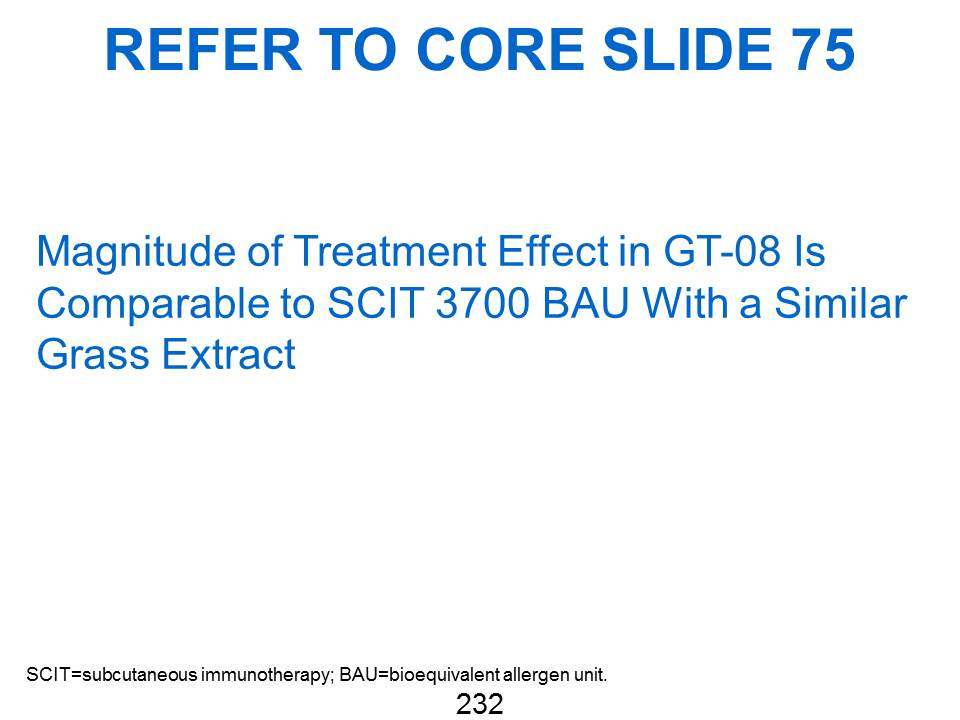 REFER TO CORE SLIDE 75
Magnitude of Treatment Effect in GT-08 Is
Comparable to SCIT 3700 BAU With a Similar
Grass Extract
SCIT=subcutaneous immunotherapy; BAU=bioequivalent allergen unit.
232